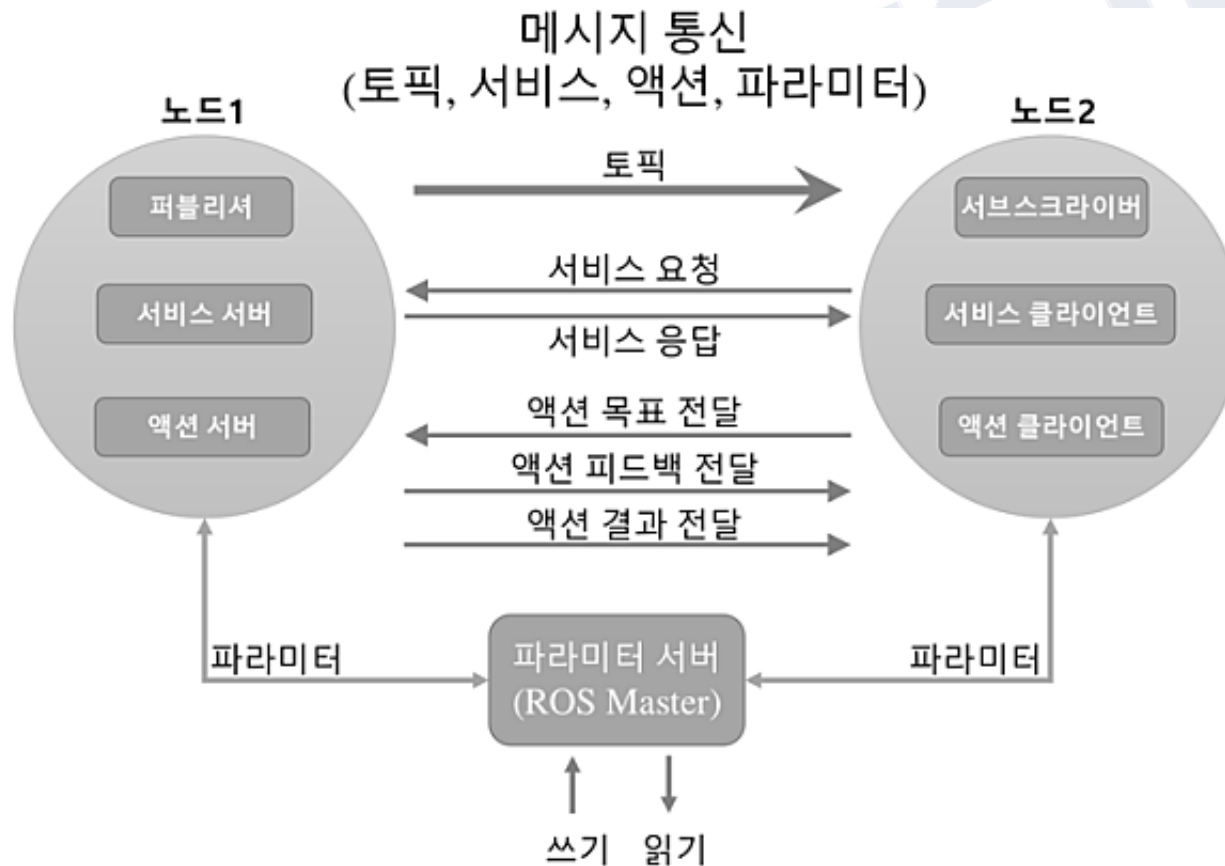 메시지 통신
(토픽, 서비스, 액션, 파라미터)
노드1
노드2
토픽
퍼블리셔
서브스크라이버
서비스 요청
서비스 서버
서비스 클라이언트
서비스 응답
액션 목표 전달
액션 서버
액션 클라이언트
액션 피드백 전달
액션 결과 전달
파라미터
파라미터 서버
(ROS Master)
파라미터
쓰기
읽기